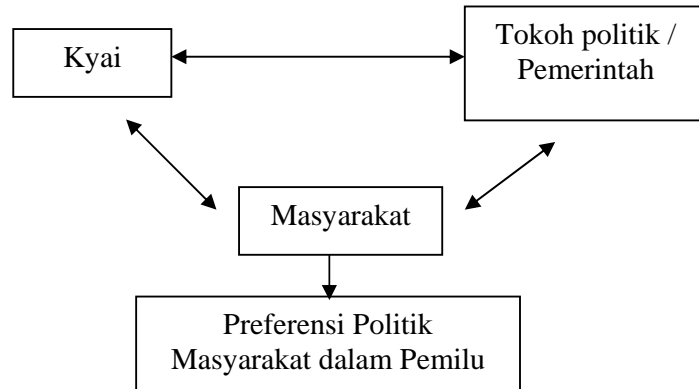 Kyai
Tokoh politik /
Pemerintah
Masyarakat
Preferensi Politik
Masyarakat dalam Pemilu